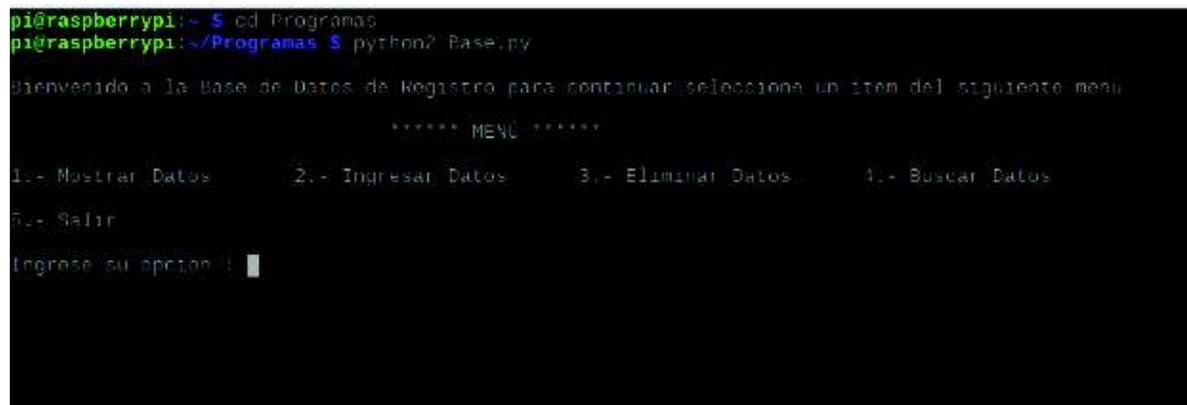 pi@raspberrypi:~ $ cd Programas
pi@raspberrypi:~/Programas $ python2 Base.py
Bienvenido a la Base de Datos de Registro para continuar seleccione un item del siguiente menu
****** MENÚ ******
1.- Mostrar Datos 2.- Ingresar Datos 3.- Eliminar Datos 4.- Buscar Datos
5.- Salir
Ingrese su opcion :